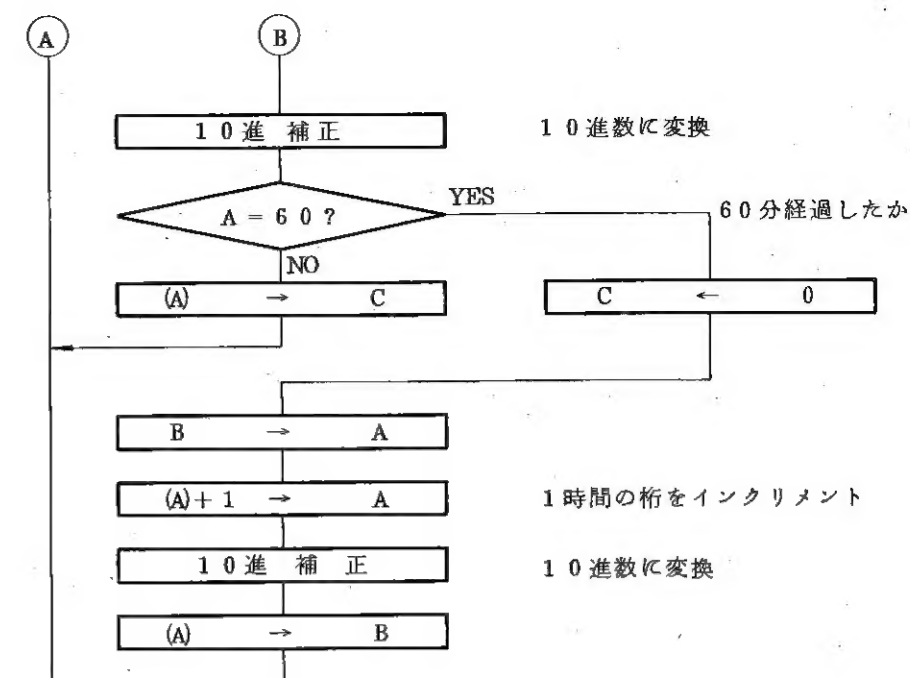 A B
10進 補正 10進数に変換
A = 60 ? YES 60分経過したか
NO
(A) → C C ← 0
B → A
(A)+1 → A 1時間の桁をインクリメント
10進 補 正 10進数に変換
(A) → B